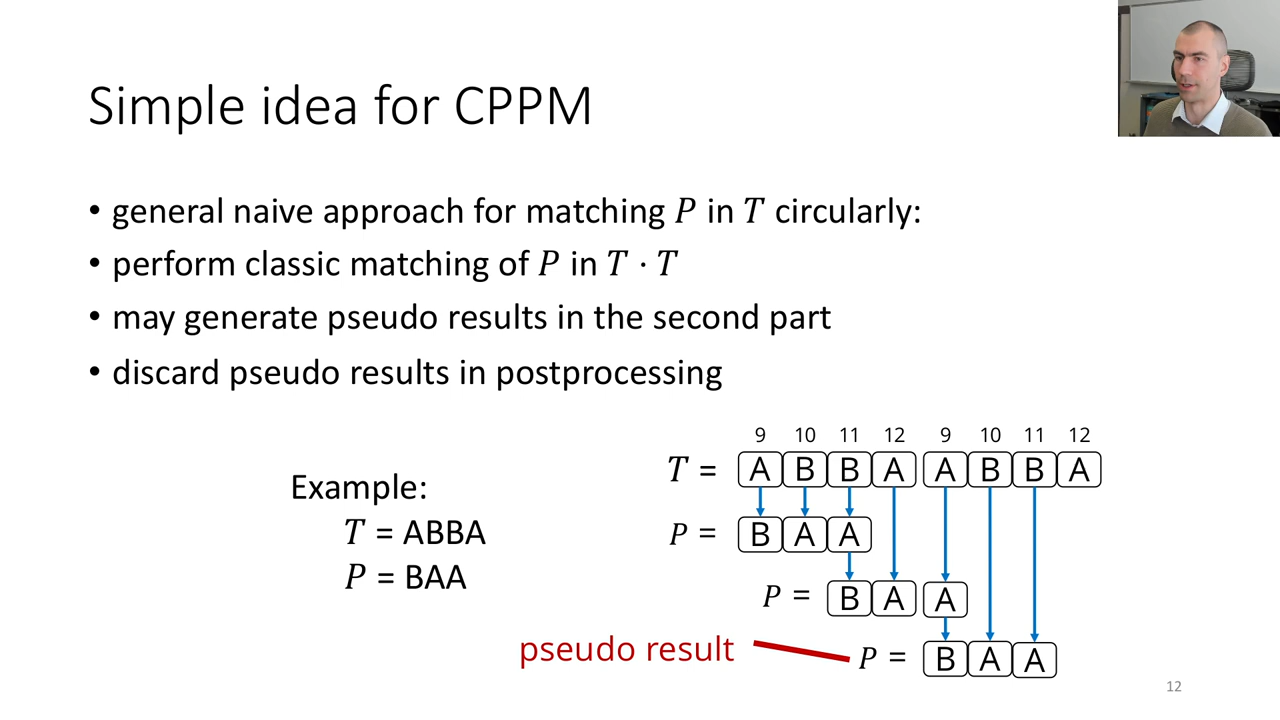 Simple idea for CPPM
• general naive approach for matching P in T circularly:
• perform classic matching of P in T · T
• may generate pseudo results in the second part
• discard pseudo results in postprocessing
Example:
T = ABBA
P = BAA
9 10 11 12 9 10 11 12
T = A B B A A B B A
P = B A A
P = B A A
pseudo result P = B A A
12